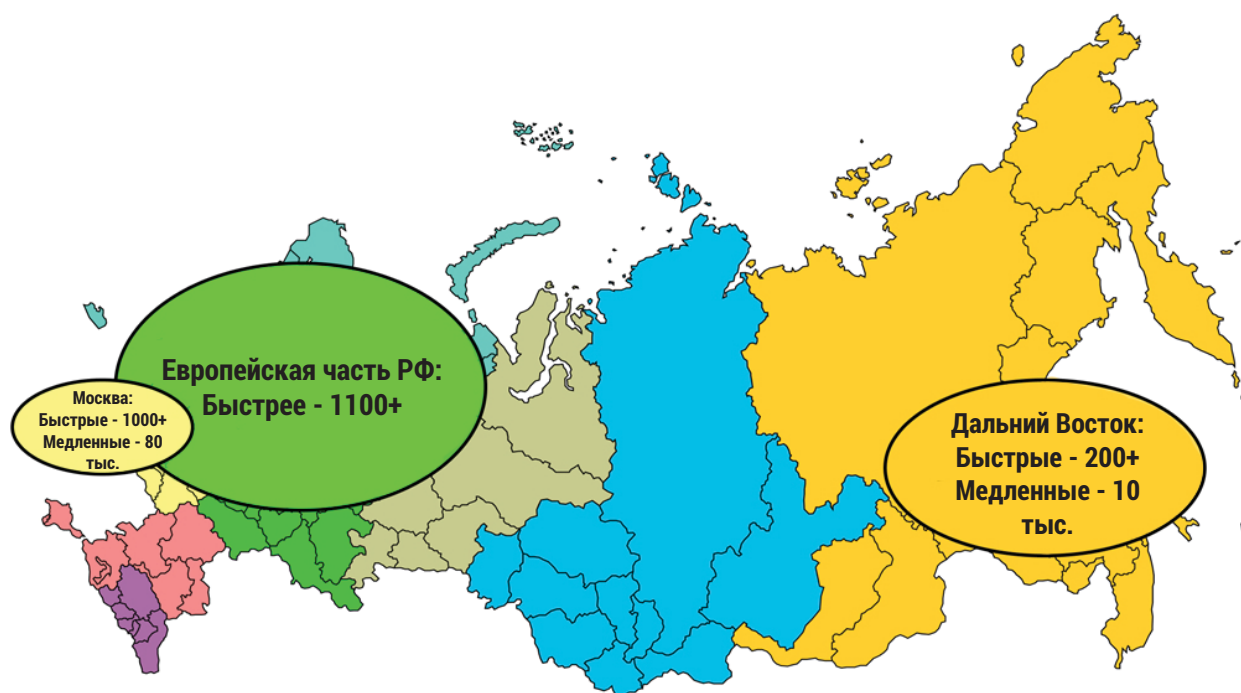 Европейская часть РФ:
Быстрее - 1100+
Москва:
Быстрые - 1000+
Медленные - 80
тыс.
Дальний Восток:
Быстрые - 200+
Медленные - 10
тыс.